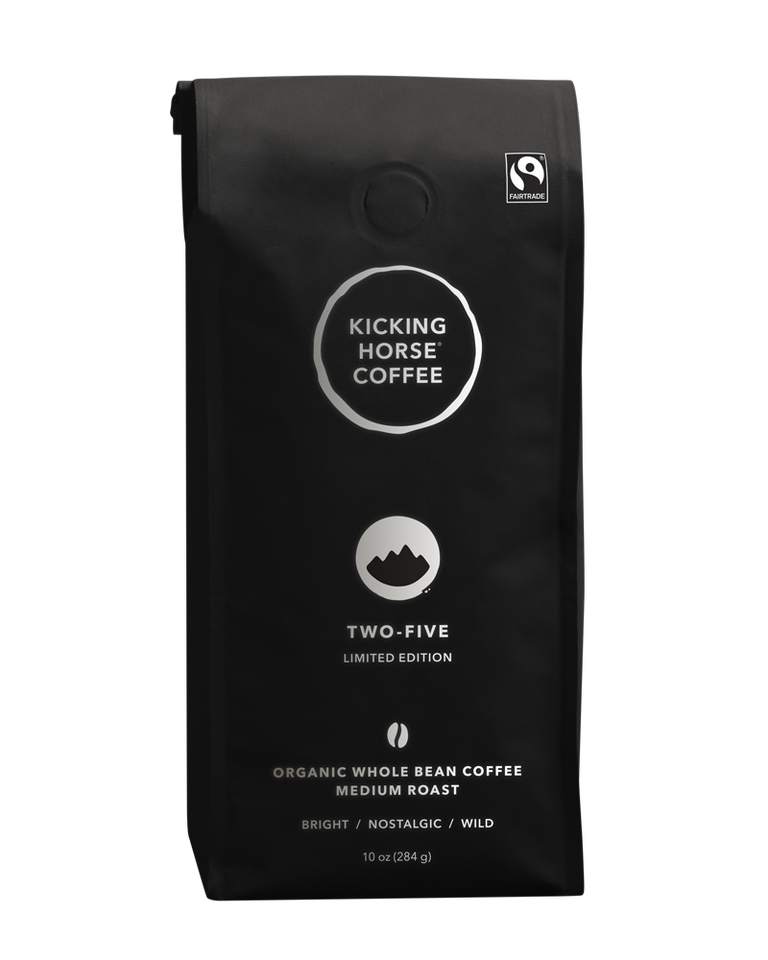 FAIRTRADE
KICKING
HORSE®
COFFEE
TWO-FIVE
LIMITED EDITION
ORGANIC WHOLE BEAN COFFEE
MEDIUM ROAST
BRIGHT / NOSTALGIC / WILD
10 oz (284 g)